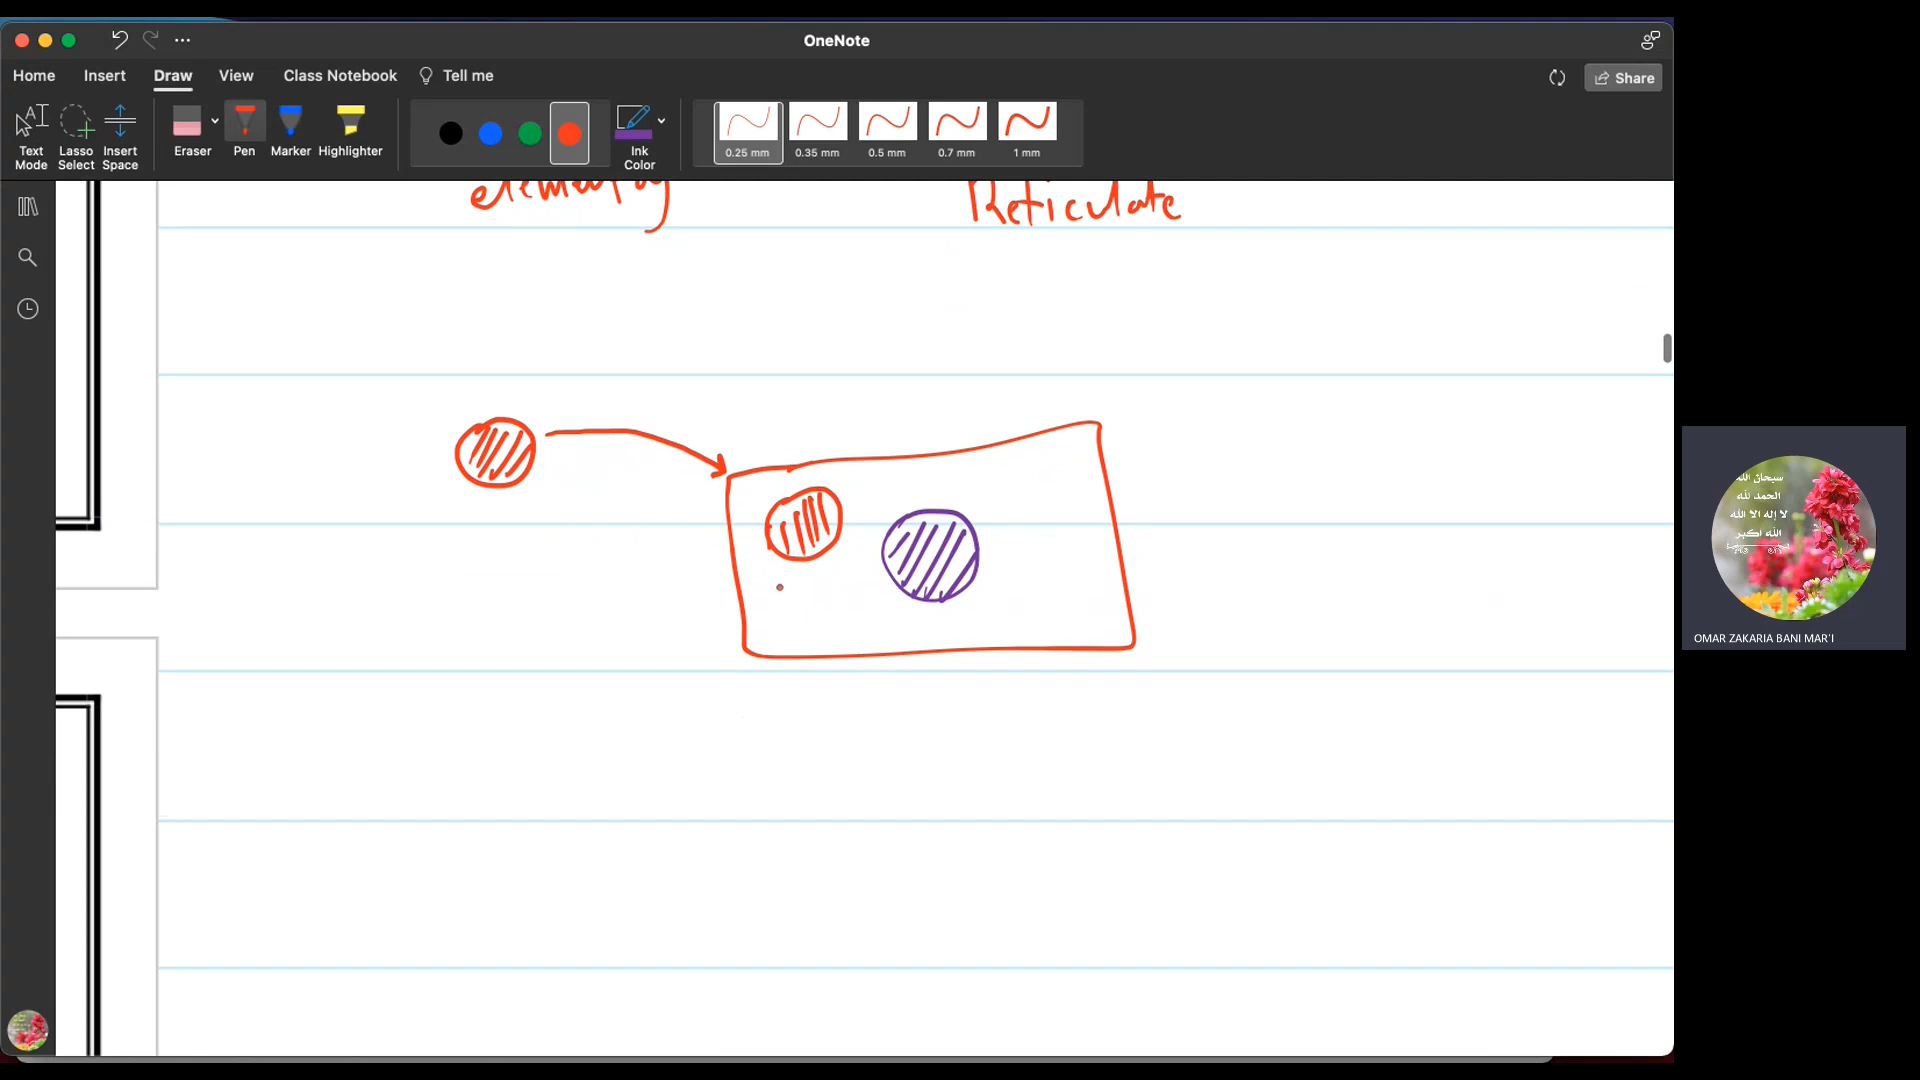 OneNote
Home Insert Draw View Class Notebook Tell me
Share
Text Mode
Lasso Select
Insert Space
Eraser
Pen
Marker
Highlighter
Ink Color
0.25 mm
0.35 mm
0.5 mm
0.7 mm
1 mm
Reticulate
سبحان الله
الحمد لله
لا إله الا الله
الله اكبر
OMAR ZAKARIA BANI MAR'I